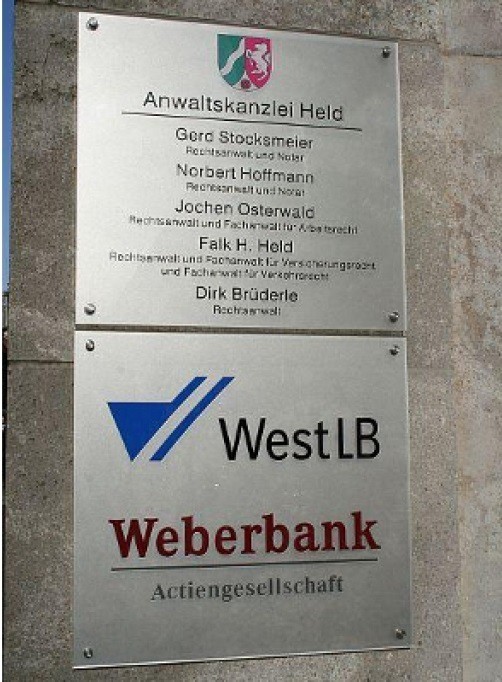 Anwaltskanzlei Held
Gerd Stocksmeier
Rechtsanwalt und Notar
Norbert Hoffmann
Rechtsanwalt und Notar
Jochen Osterwald
Rechtsanwalt und Fachanwalt für Arbeitsrecht
Falk H. Held
Rechtsanwalt und Fachanwalt für Versicherungsrecht
und Fachanwalt für Verkehrsrecht
Dirk Brüderle
Rechtsanwalt
WestLB
Weberbank
Actiengesellschaft